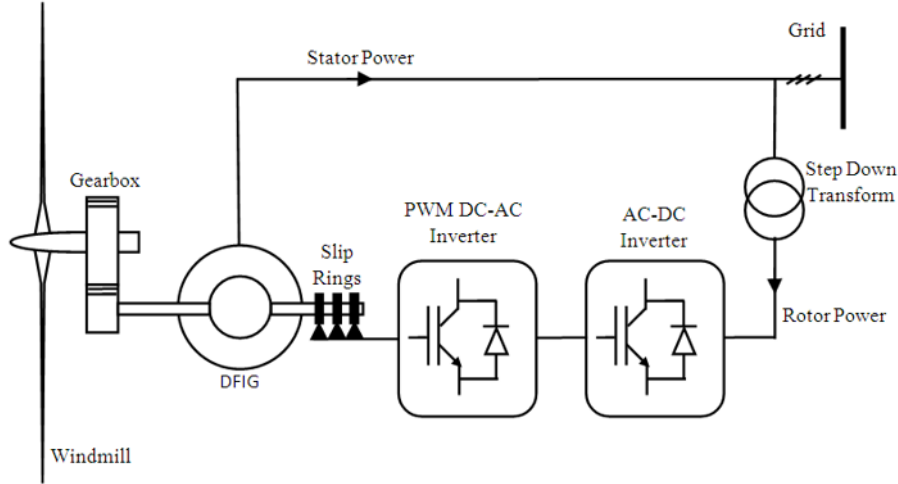 Grid
Stator Power
Gearbox
Step Down
Transform
PWM DC-AC
Inverter
AC-DC
Inverter
Slip
Rings
Rotor Power
DFIG
Windmill